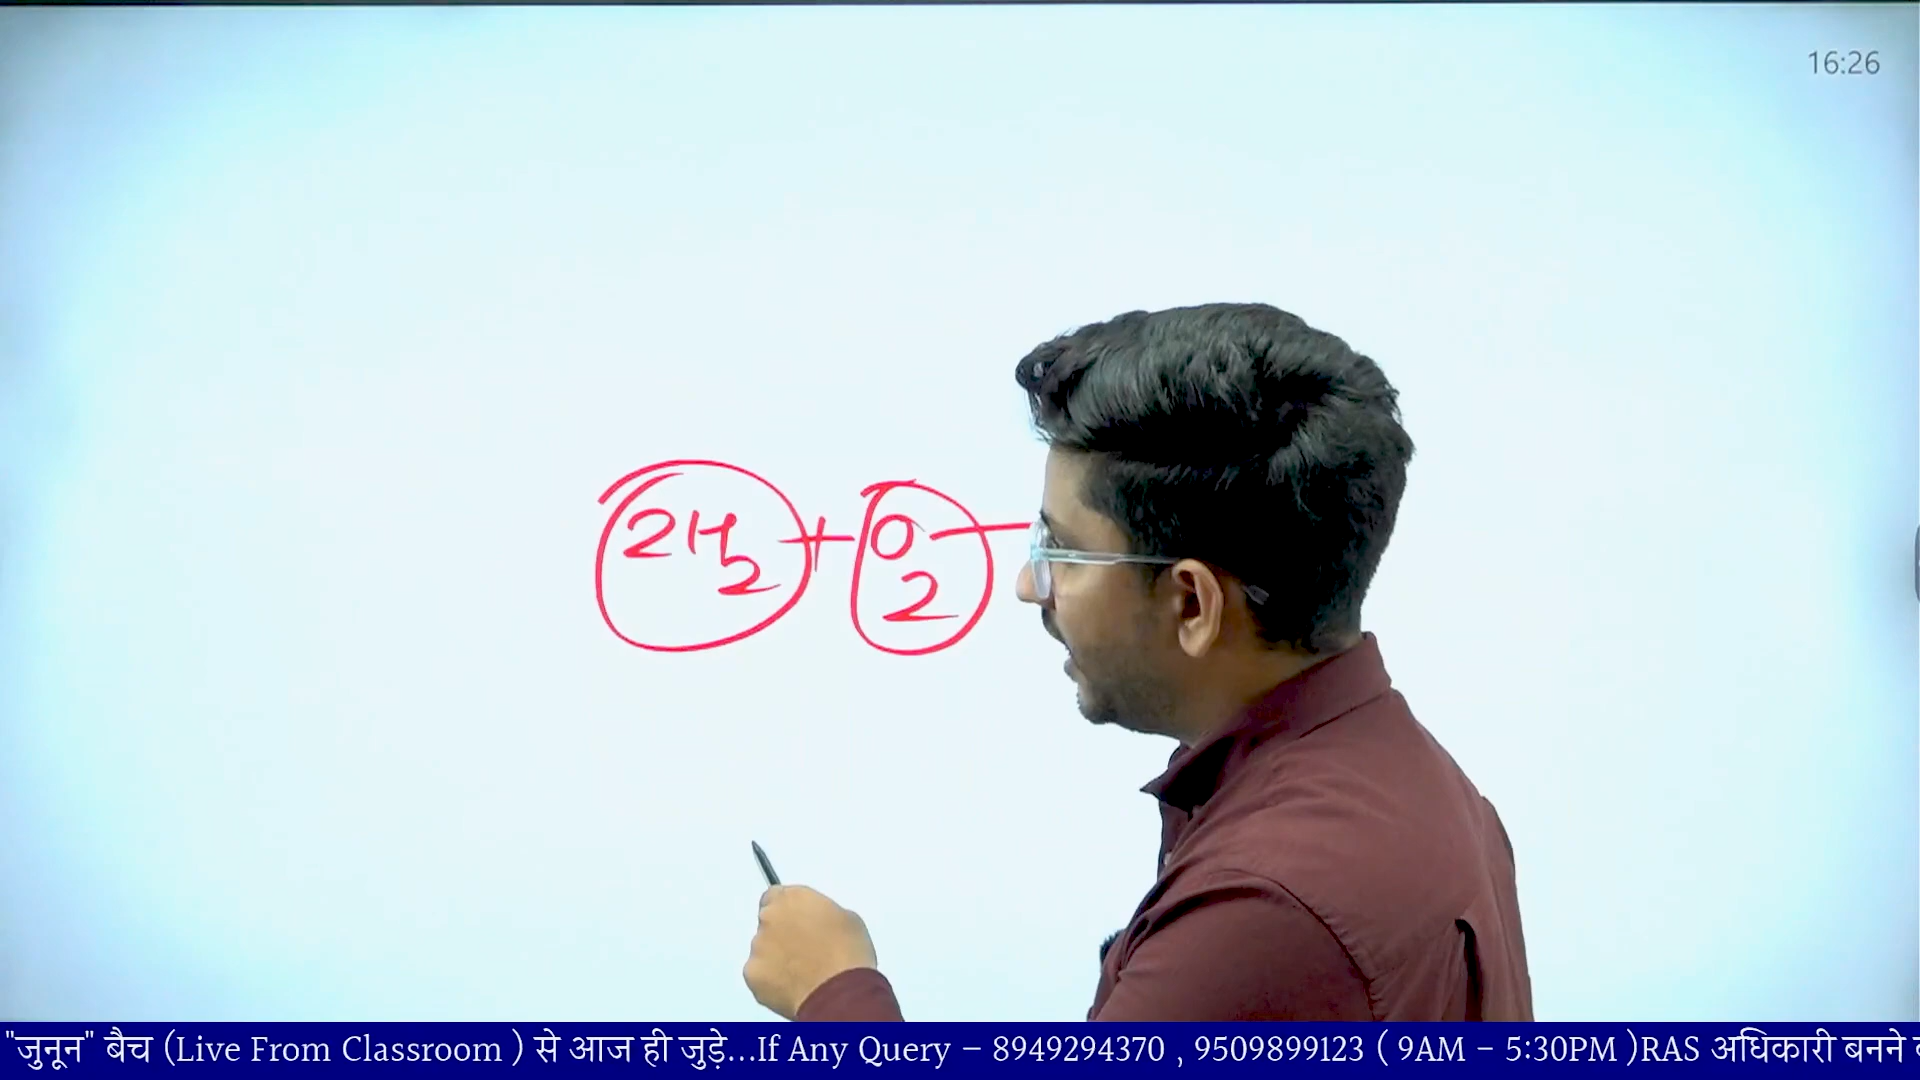 16:26
2H2 + O2
"जुनून" बैच (Live From Classroom ) से आज ही जुड़े...If Any Query – 8949294370 , 9509899123 ( 9AM – 5:30PM )RAS अधिकारी बनने